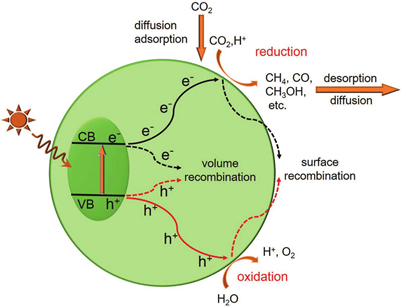 CO₂
diffusion
adsorption
CO₂,H⁺
reduction
CH₄, CO,
CH3OH,
etc.
desorption
diffusion
e⁻
e⁻
e⁻
CB
e⁻
e⁻
volume
recombination
surface
recombination
h⁺
VB
h⁺
h⁺
h⁺
h⁺
H⁺, O₂
oxidation
H₂O